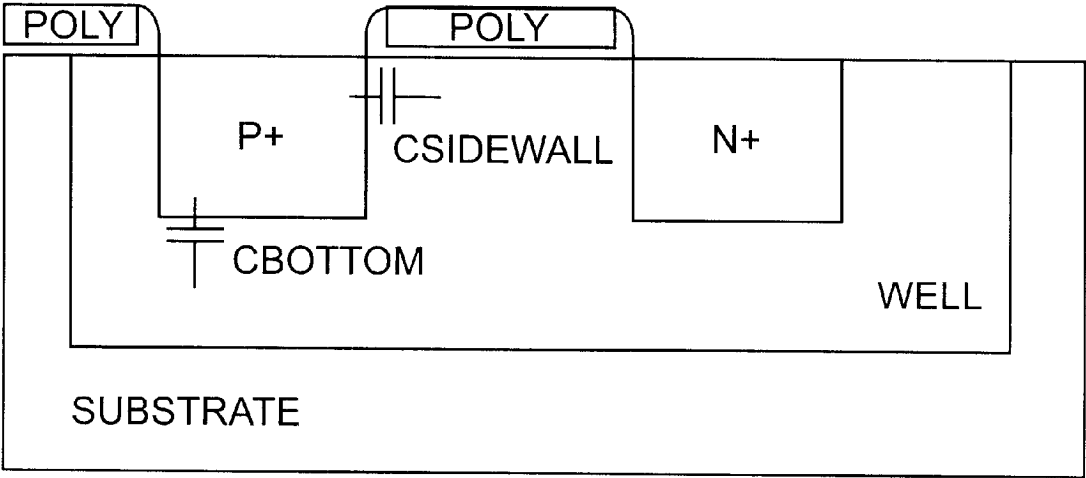 POLY
POLY
P+
CSIDEWALL
N+
CBOTTOM
WELL
SUBSTRATE